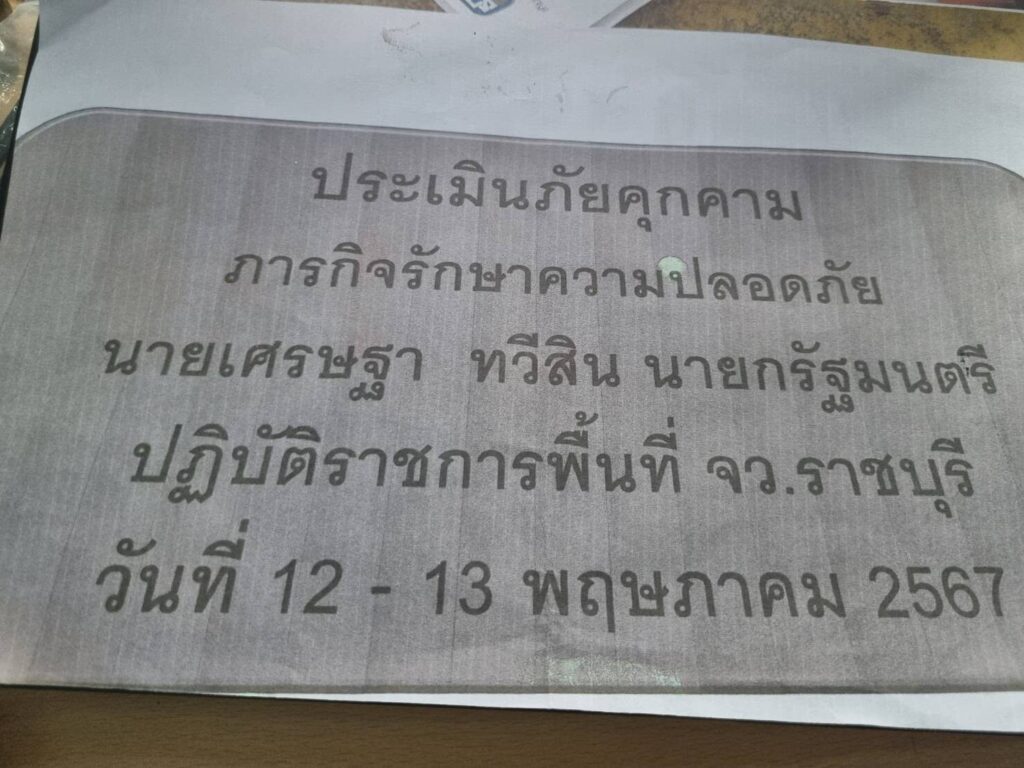 ประเมินภัยคุกคาม
ภารกิจรักษาความปลอดภัย
นายเศรษฐา ทวีสิน นายกรัฐมนตรี
ปฏิบัติราชการพื้นที่ จว.ราชบุรี
วันที่ 12 - 13 พฤษภาคม 2567